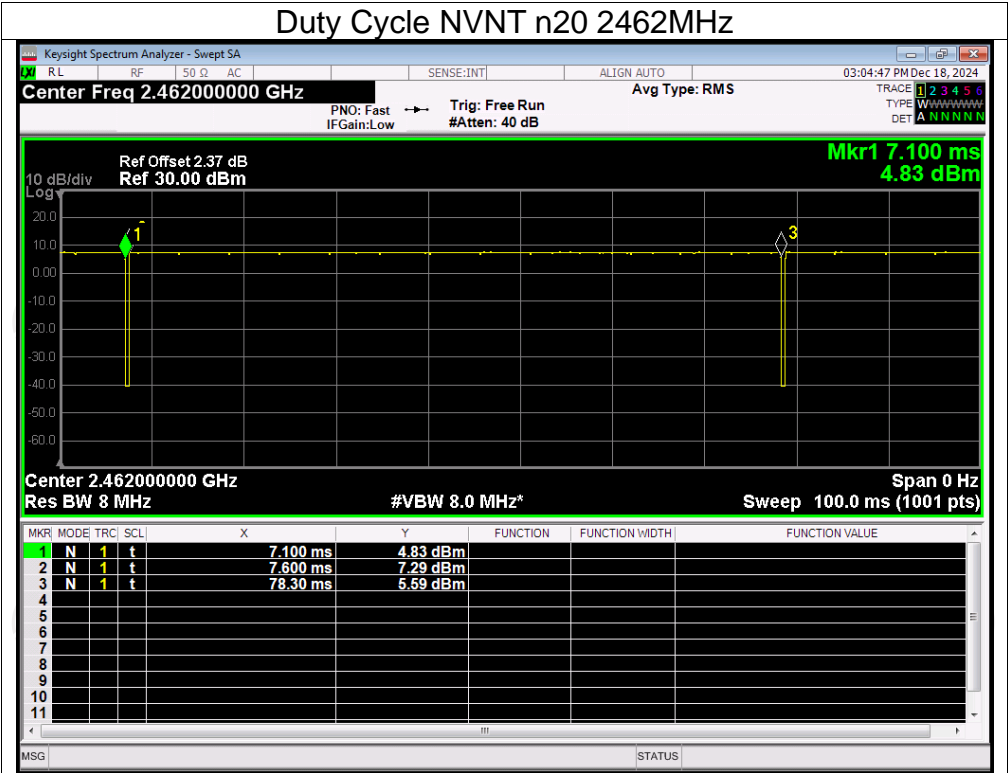 Duty Cycle NVNT n20 2462MHz
Keysight Spectrum Analyzer - Swept SA
LXI RL RF 50 Ω AC SENSE:INT ALIGN AUTO 03:04:47 PM Dec 18, 2024
Center Freq 2.462000000 GHz Avg Type: RMS TRACE 1 2 3 4 5 6
PNO: Fast Trig: Free Run TYPE WWWWWW
IFGain:Low #Atten: 40 dB DET A N N N N N
Mkr1 7.100 ms
4.83 dBm
Ref Offset 2.37 dB
10 dB/div Ref 30.00 dBm
Log
20.0
1 3
10.0
0.00
-10.0
-20.0
-30.0
-40.0
-50.0
-60.0
Center 2.462000000 GHz Span 0 Hz
Res BW 8 MHz #VBW 8.0 MHz* Sweep 100.0 ms (1001 pts)
MKR MODE TRC SCL X Y FUNCTION FUNCTION WIDTH FUNCTION VALUE
1 N 1 t 7.100 ms 4.83 dBm
2 N 1 t 7.600 ms 7.29 dBm
3 N 1 t 78.30 ms 5.59 dBm
4
5
6
7
8
9
10
11
MSG STATUS